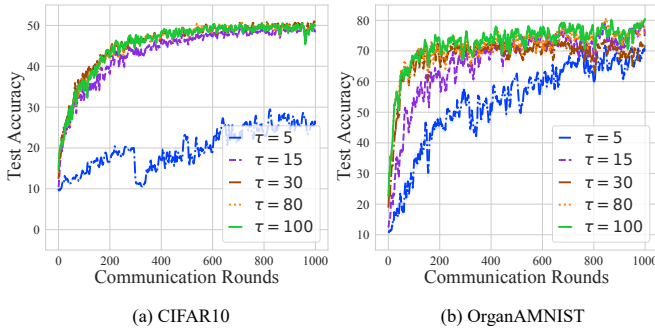 50
40
30
20
10
0
Test Accuracy
τ = 5
τ = 15
τ = 30
τ = 80
τ = 100
0 200 400 600 800 1000
Communication Rounds
(a) CIFAR10
80
70
60
50
40
30
20
10
Test Accuracy
τ = 5
τ = 15
τ = 30
τ = 80
τ = 100
0 200 400 600 800 1000
Communication Rounds
(b) OrganAMNIST